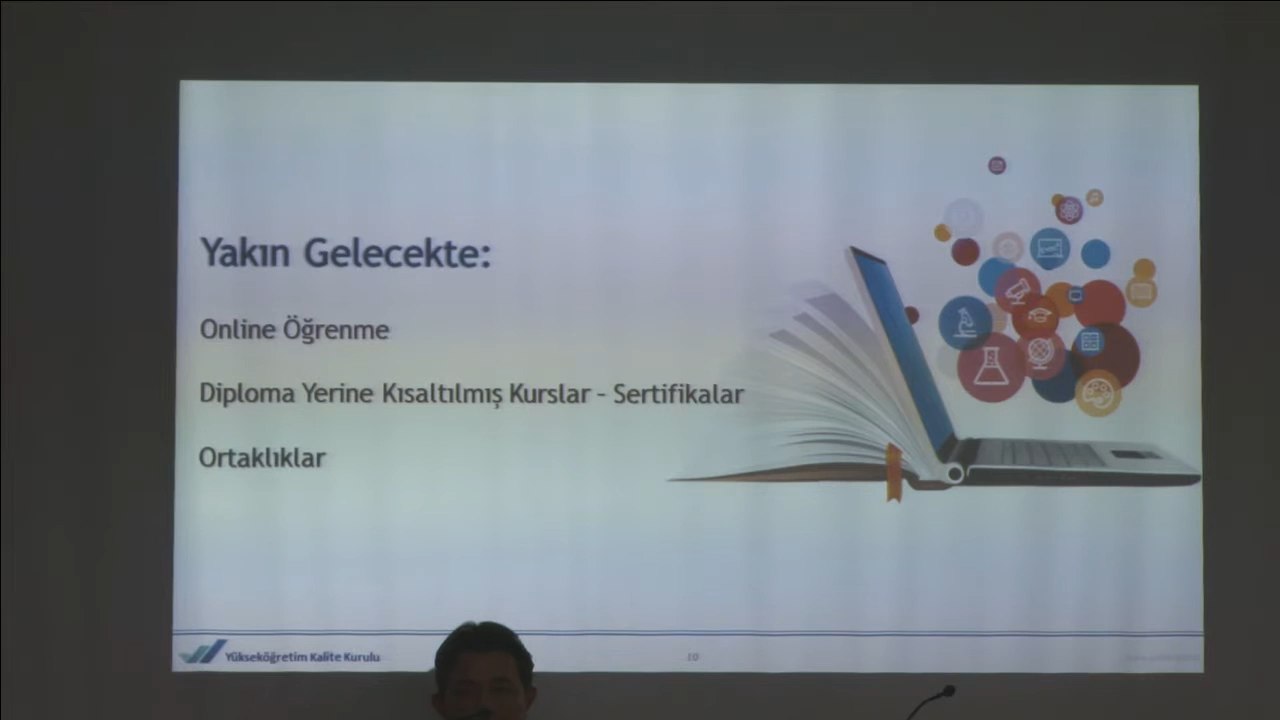 Yakın Gelecekte:
Online Öğrenme
Diploma Yerine Kısaltılmış Kurslar - Sertifikalar
Ortaklıklar
Yükseköğretim Kalite Kurulu
10